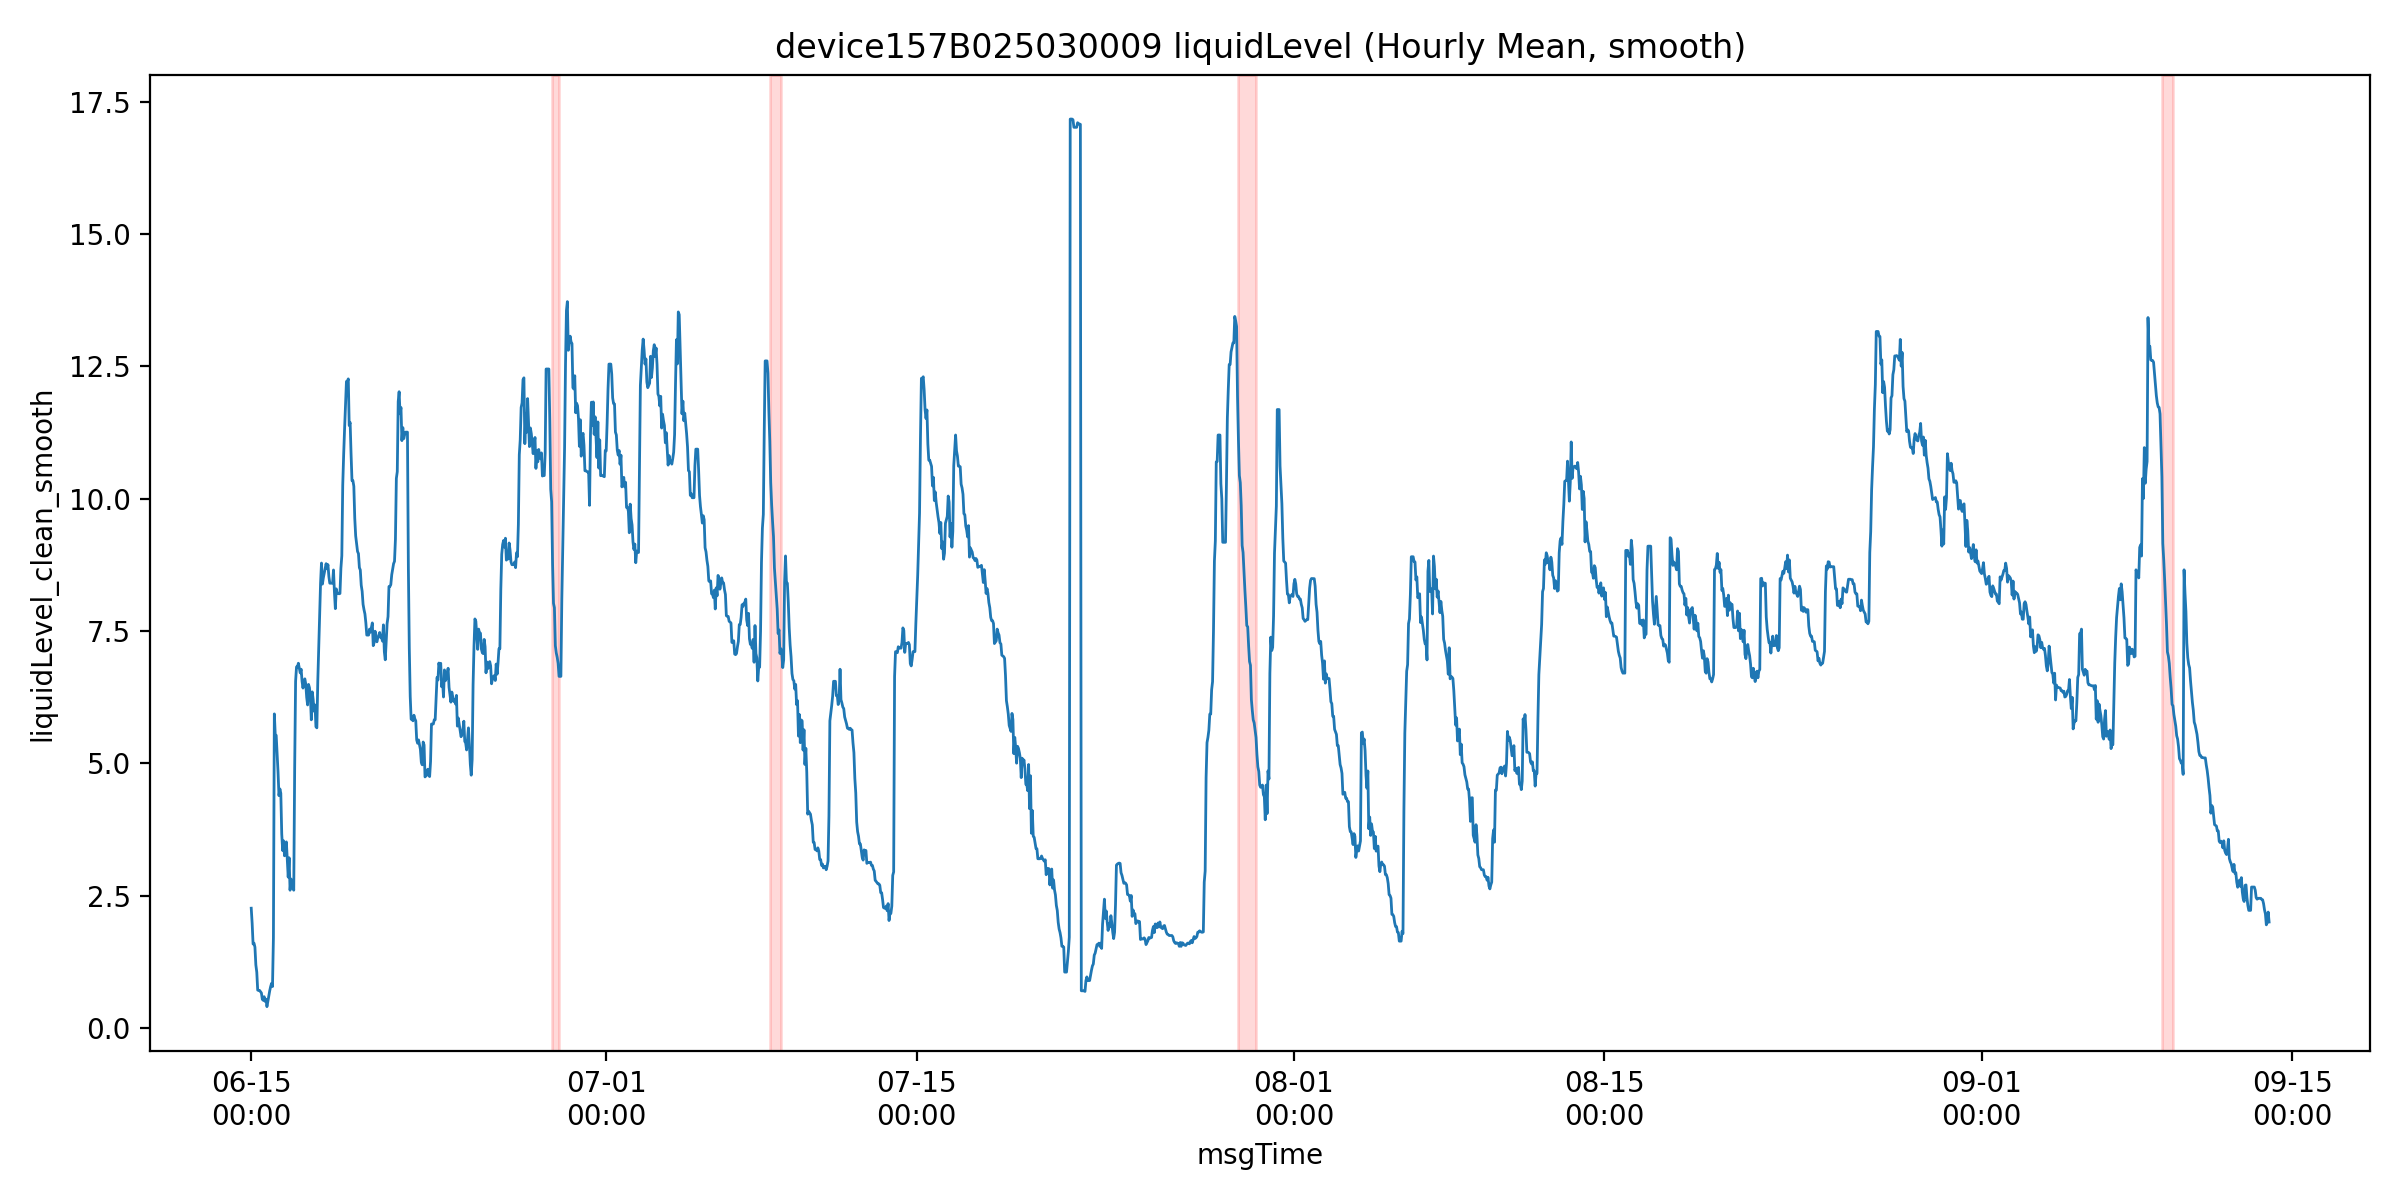 device157B025030009 liquidLevel (Hourly Mean, smooth)
liquidLevel_clean_smooth
17.5
15.0
12.5
10.0
7.5
5.0
2.5
0.0
06-15 07-01 07-15 08-01 08-15 09-01 09-15
00:00 00:00 00:00 00:00 00:00 00:00 00:00
msgTime